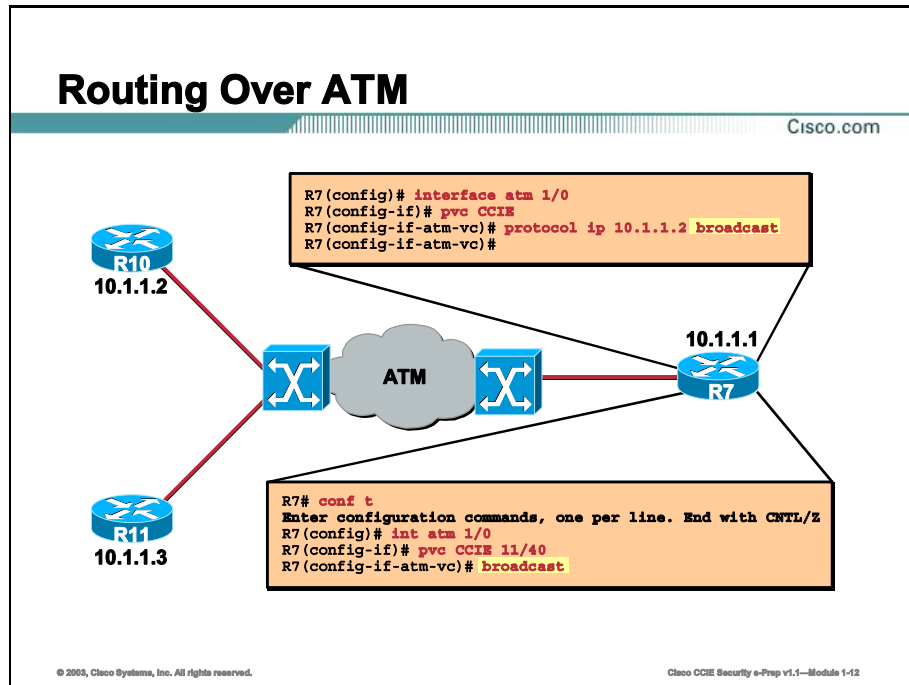 Routing Over ATM
Cisco.com
R7(config)# interface atm 1/0
R7(config-if)# pvc CCIE
R7(config-if-atm-vc)# protocol ip 10.1.1.2 broadcast
R7(config-if-atm-vc)#
R10
10.1.1.2
10.1.1.1
ATM
R7
R11
10.1.1.3
R7# conf t
Enter configuration commands, one per line. End with CNTL/Z
R7(config)# int atm 1/0
R7(config-if)# pvc CCIE 11/40
R7(config-if-atm-vc)# broadcast
© 2003, Cisco Systems, Inc. All rights reserved.
Cisco CCIE Security e-Prep v1.1—Module 1-12